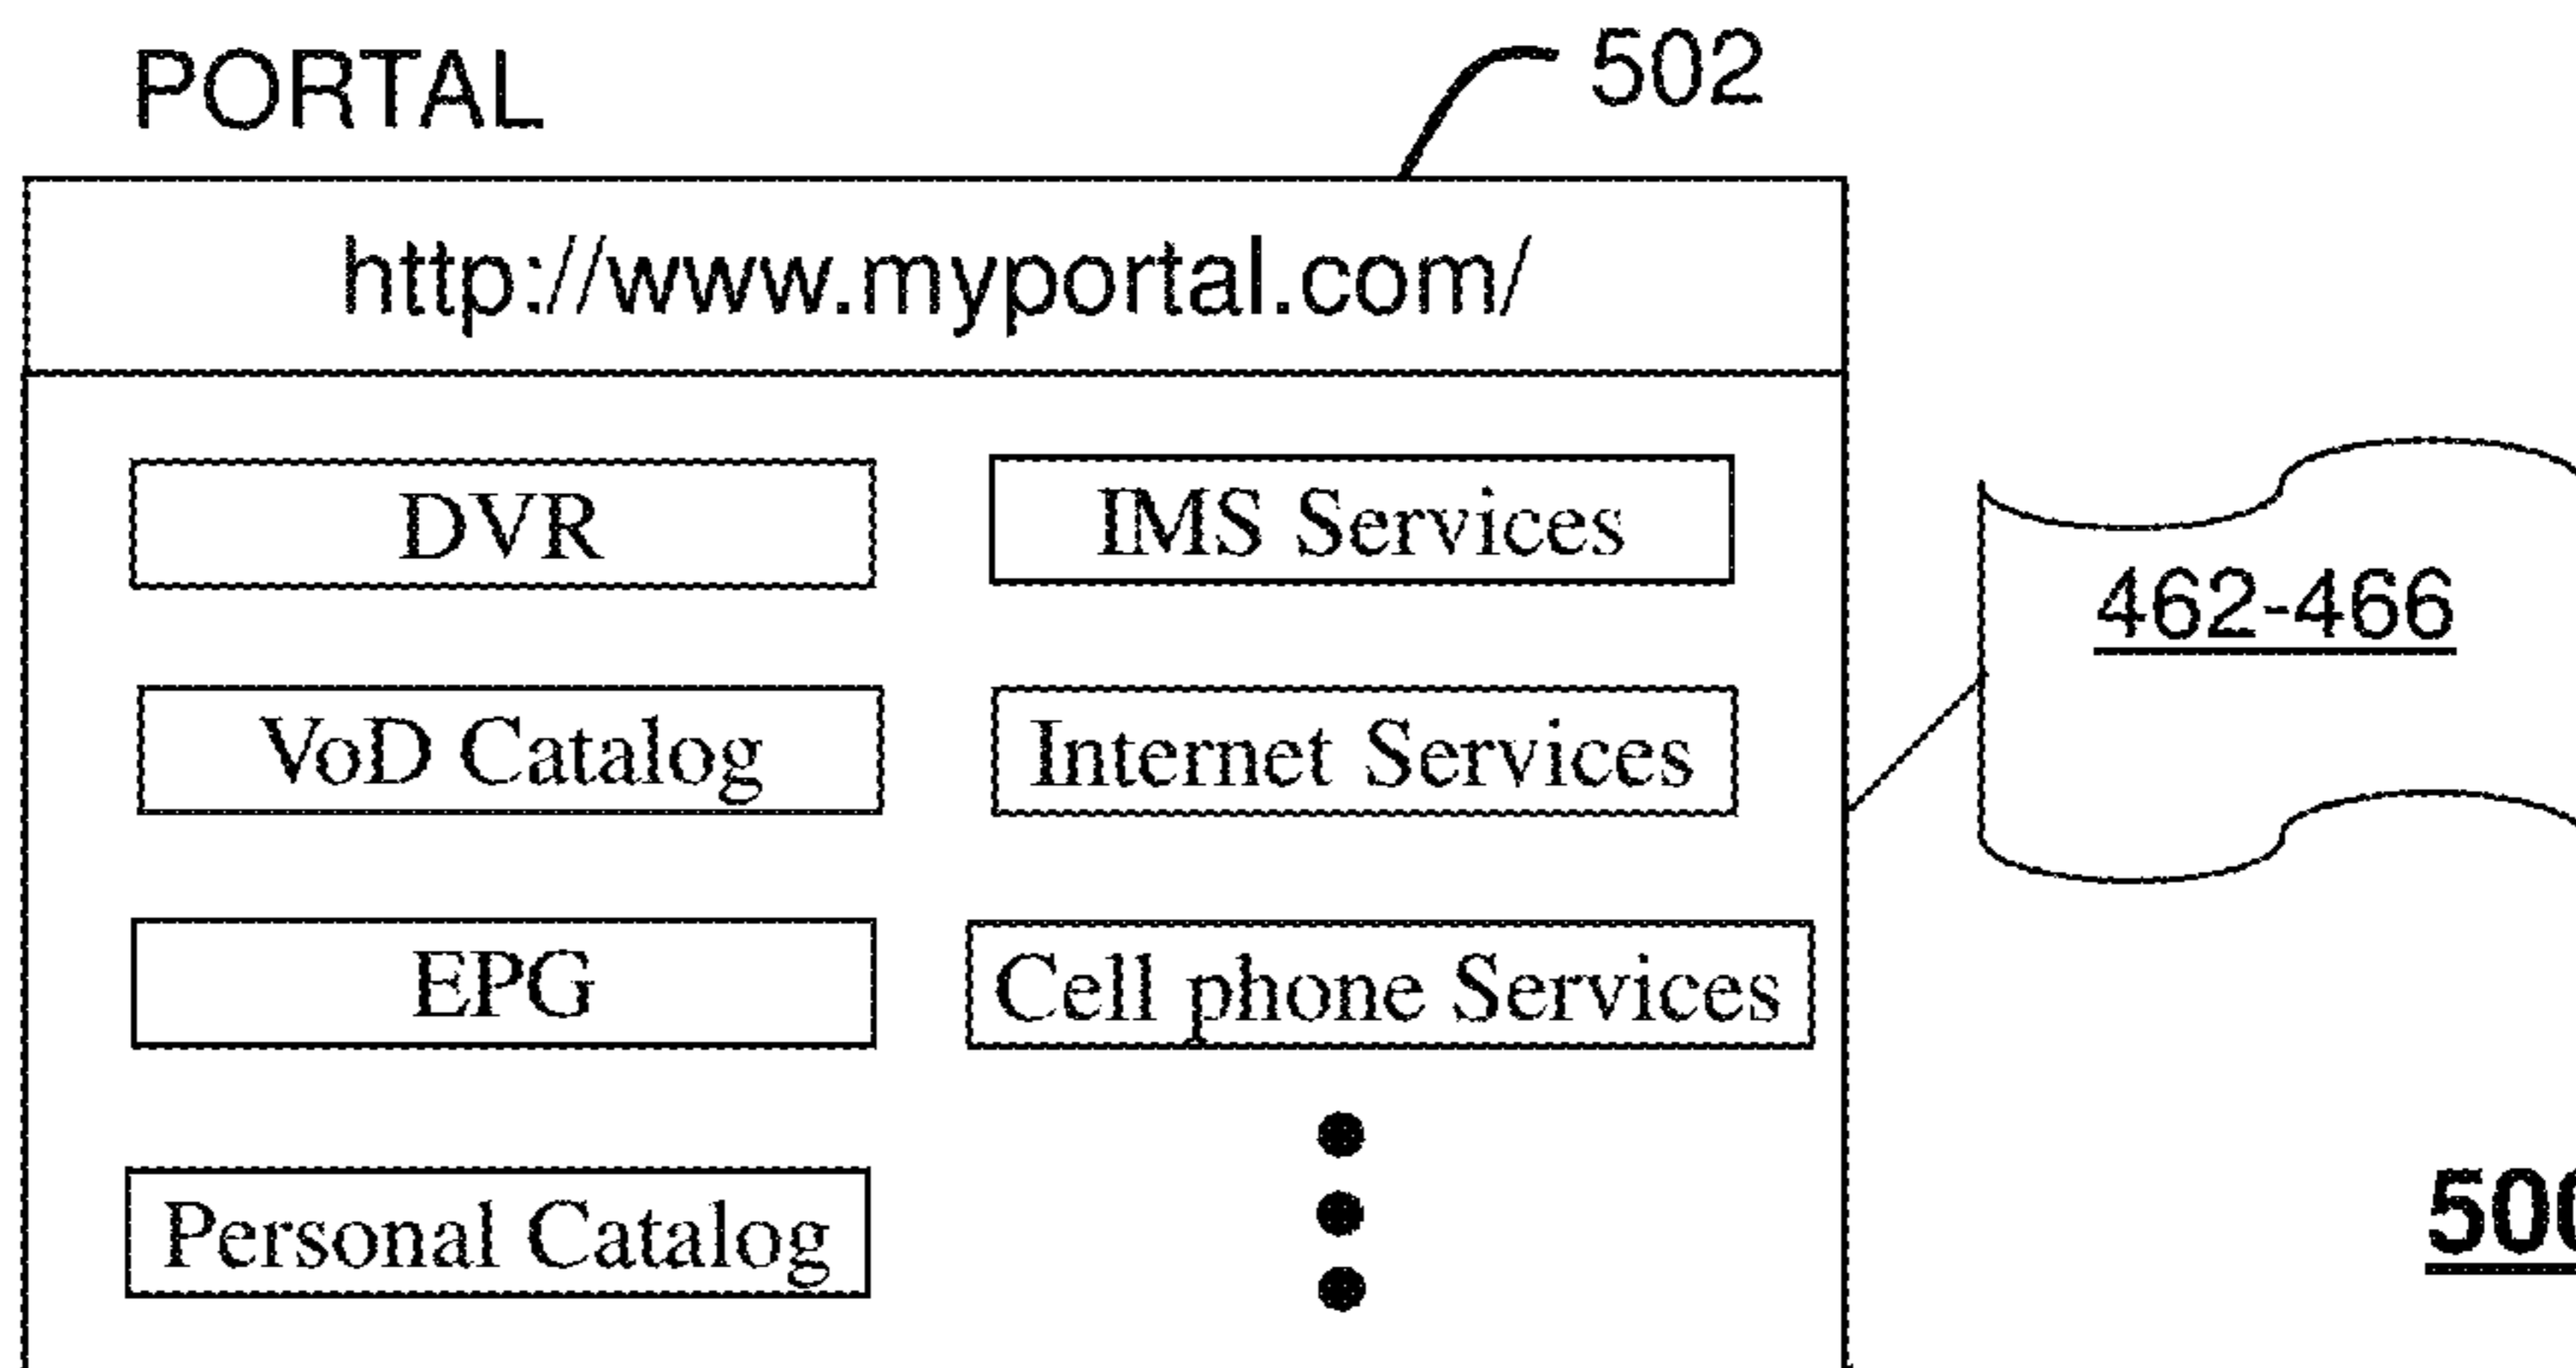 PORTAL
502
http://www.myportal.com/
DVR
IMS Services
462-466
VoD Catalog
Internet Services
EPG
Cell phone Services
Personal Catalog